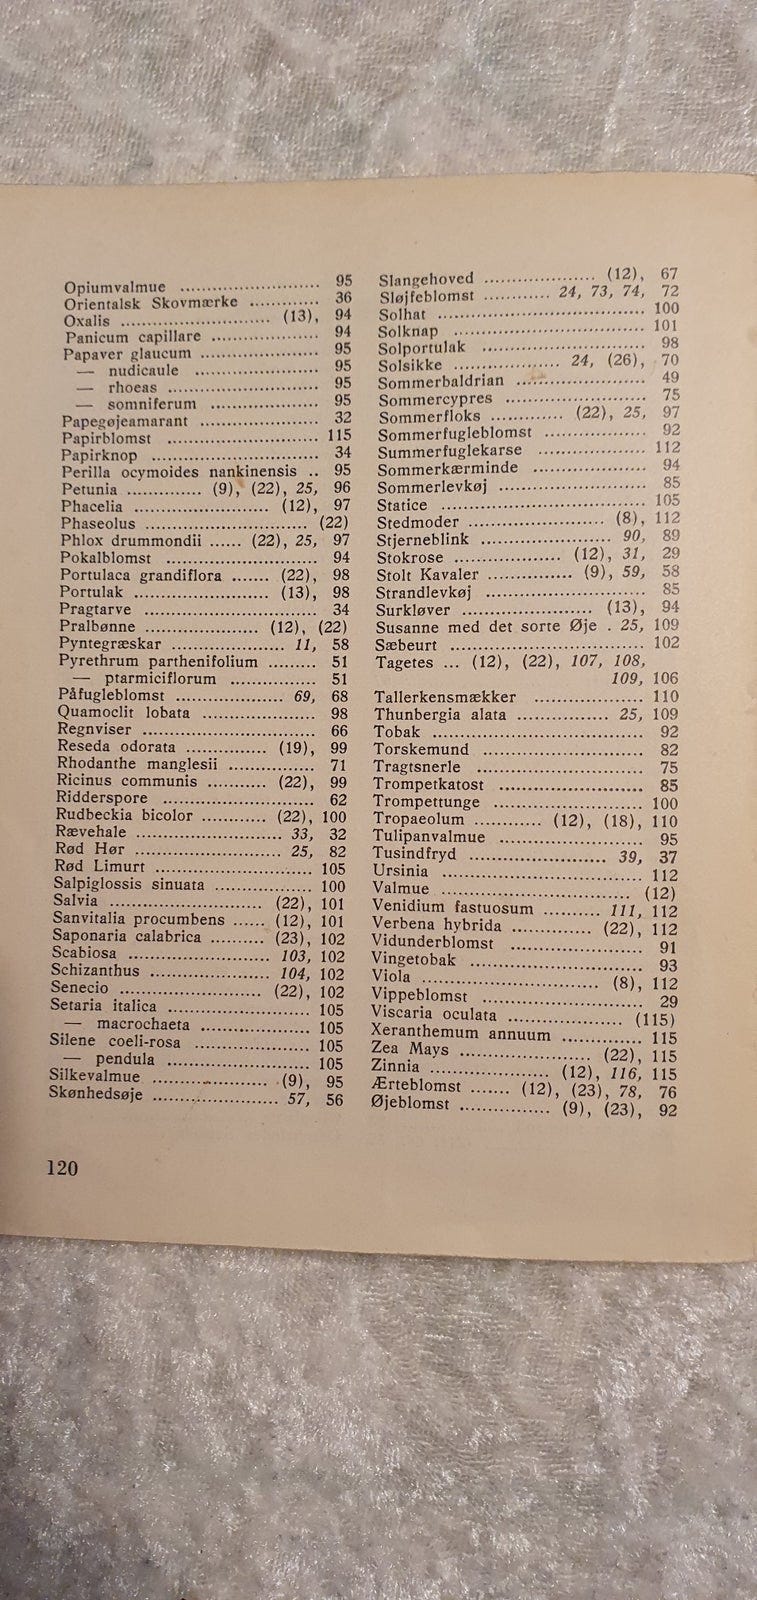 Opiumvalmue ......................... 95
Orientalsk Skovmærke ............ 36
Oxalis .......................... (13), 94
Panicum capillare ................... 94
Papaver glaucum ..................... 95
— nudicaule ...................... 95
— rhoeas ........................... 95
— somniferum ................... 95
Papegøjeamarant ..................... 32
Papirblomst .......................... 115
Papirknop ............................. 34
Perilla ocymoides nankinensis .. 95
Petunia ............. (9), (22), 25, 96
Phacelia ........................ (12), 97
Phaseolus ............................ (22)
Phlox drummondii ...... (22), 25, 97
Pokalblomst .......................... 94
Portulaca grandiflora ....... (22), 98
Portulak ........................ (13), 98
Pragtarve .............................. 34
Pralbønne .................... (12), (22)
Pyntegræskar .................... 11, 58
Pyrethrum parthenifolium ......... 51
— ptarmiciflorum ................. 51
Påfugleblomst ................... 69, 68
Quamoclit lobata .................... 98
Regnviser .............................. 66
Reseda odorata .............. (19), 99
Rhodanthe manglesii ............... 71
Ricinus communis .......... (22), 99
Ridderspore .......................... 62
Rudbeckia bicolor ........... (22), 100
Rævehale .......................... 33, 32
Rød Hør .......................... 25, 82
Rød Limurt ........................... 105
Salpiglossis sinuata ................. 100
Salvia ........................... (22), 101
Sanvitalia procumbens ...... (12), 101
Saponaria calabrica .......... (23), 102
Scabiosa ......................... 103, 102
Schizanthus ..................... 104, 102
Senecio ......................... (22), 102
Setaria italica ......................... 105
— macrochaeta ................... 105
Silene coeli-rosa .................... 105
— pendula ......................... 105
Silkevalmue .................... (9), 95
Skønhedsøje ...................... 57, 56
120
Slangehoved ................... (12), 67
Sløjfeblomst ........... 24, 73, 74, 72
Solhat ................................. 100
Solknap ............................... 101
Solportulak ........................... 98
Solsikke ................... 24, (26), 70
Sommerbaldrian ..................... 49
Sommercypres ........................ 75
Sommerfloks ............. (22), 25, 97
Sommerfugleblomst ................. 92
Summerfuglekarse .................. 112
Sommerkærminde ................... 94
Sommerlevkøj ........................ 85
Statice ................................. 105
Stedmoder ........................ (8), 112
Stjerneblink ..................... 90, 89
Stokrose ................... (12), 31, 29
Stolt Kavaler .............. (9), 59, 58
Strandlevkøj .......................... 85
Surkløver ........................ (13), 94
Susanne med det sorte Øje . 25, 109
Sæbeurt ............................... 102
Tagetes ... (12), (22), 107, 108,
109, 106
Tallerkensmækker ................... 110
Thunbergia alata ................ 25, 109
Tobak .................................. 92
Torskemund .......................... 82
Tragtsnerle ........................... 75
Trompetkatost ........................ 85
Trompettunge ........................ 100
Tropaeolum ............ (12), (18), 110
Tulipanvalmue ........................ 95
Tusindfryd ........................ 39, 37
Ursinia ................................. 112
Valmue ................................ (12)
Venidium fastuosum .......... 111, 112
Verbena hybrida .............. (22), 112
Vidunderblomst ...................... 91
Vingetobak ............................ 93
Viola ............................... (8), 112
Vippeblomst .......................... 29
Viscaria oculata .................... (115)
Xeranthemum annuum ............. 115
Zea Mays ........................ (22), 115
Zinnia ..................... (12), 116, 115
Ærteblomst ....... (12), (23), 78, 76
Øjeblomst ................ (9), (23), 92